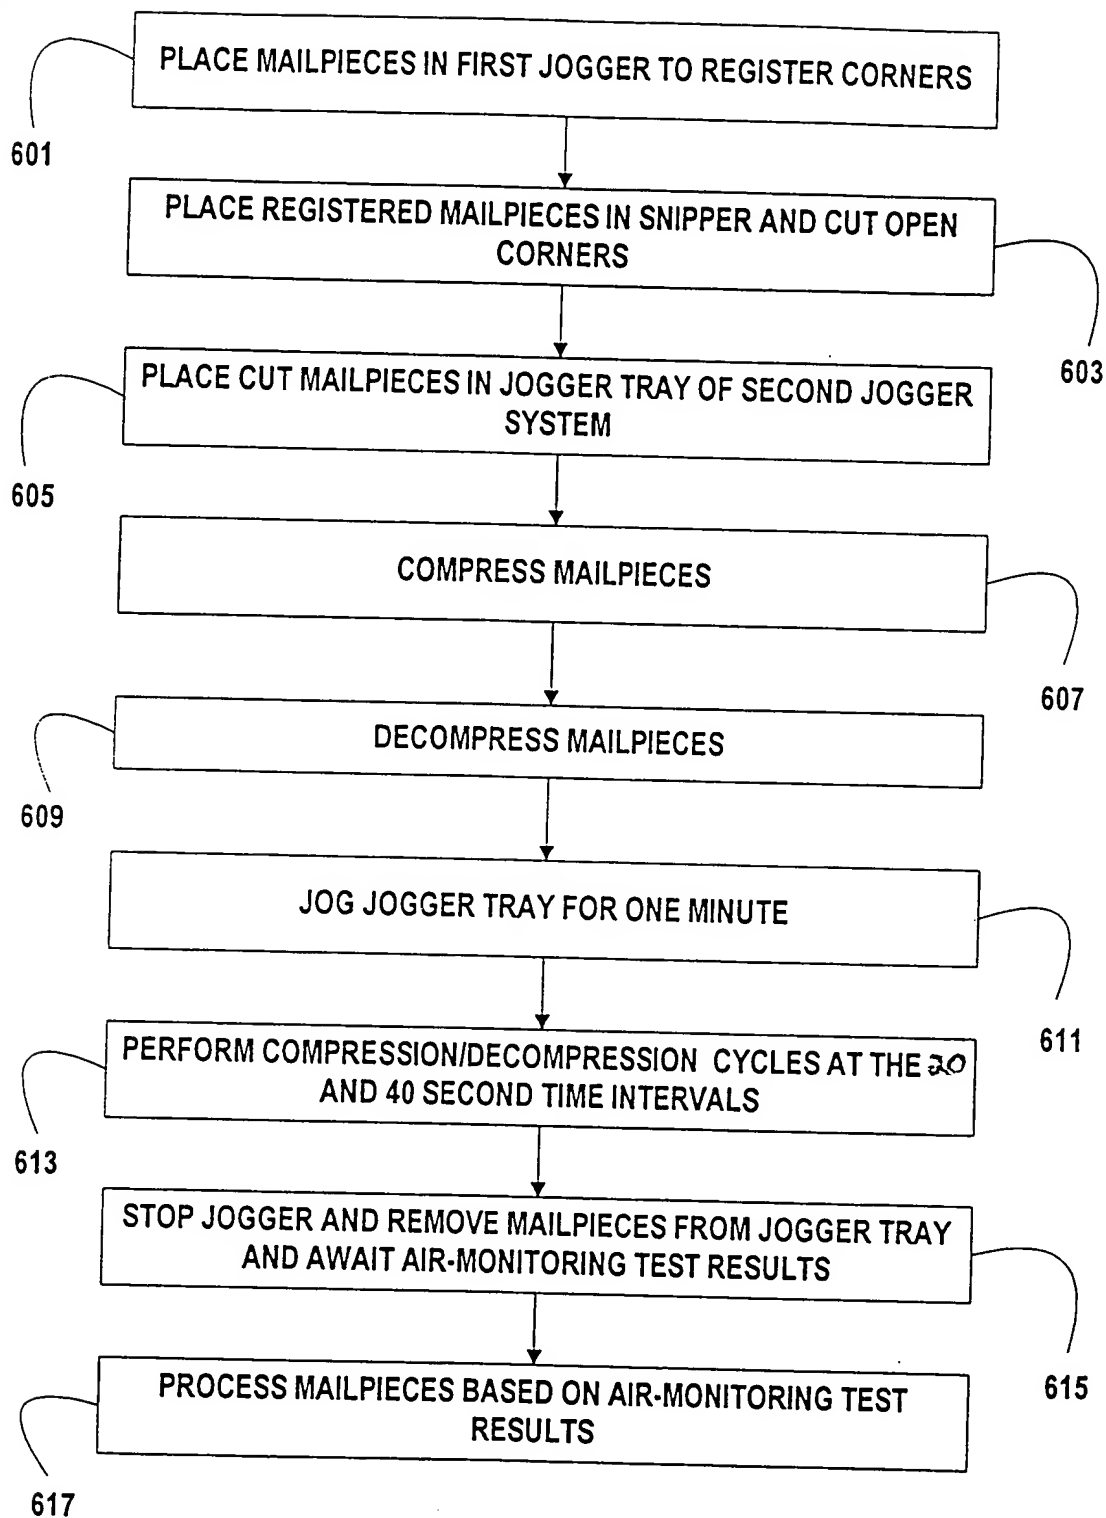 PLACE MAILPIECES IN FIRST JOGGER TO REGISTER CORNERS
601
PLACE REGISTERED MAILPIECES IN SNIPPER AND CUT OPEN
CORNERS
603
PLACE CUT MAILPIECES IN JOGGER TRAY OF SECOND JOGGER
SYSTEM
605
COMPRESS MAILPIECES
607
DECOMPRESS MAILPIECES
609
JOG JOGGER TRAY FOR ONE MINUTE
611
PERFORM COMPRESSION/DECOMPRESSION CYCLES AT THE 20
AND 40 SECOND TIME INTERVALS
613
STOP JOGGER AND REMOVE MAILPIECES FROM JOGGER TRAY
AND AWAIT AIR-MONITORING TEST RESULTS
615
PROCESS MAILPIECES BASED ON AIR-MONITORING TEST
RESULTS
617